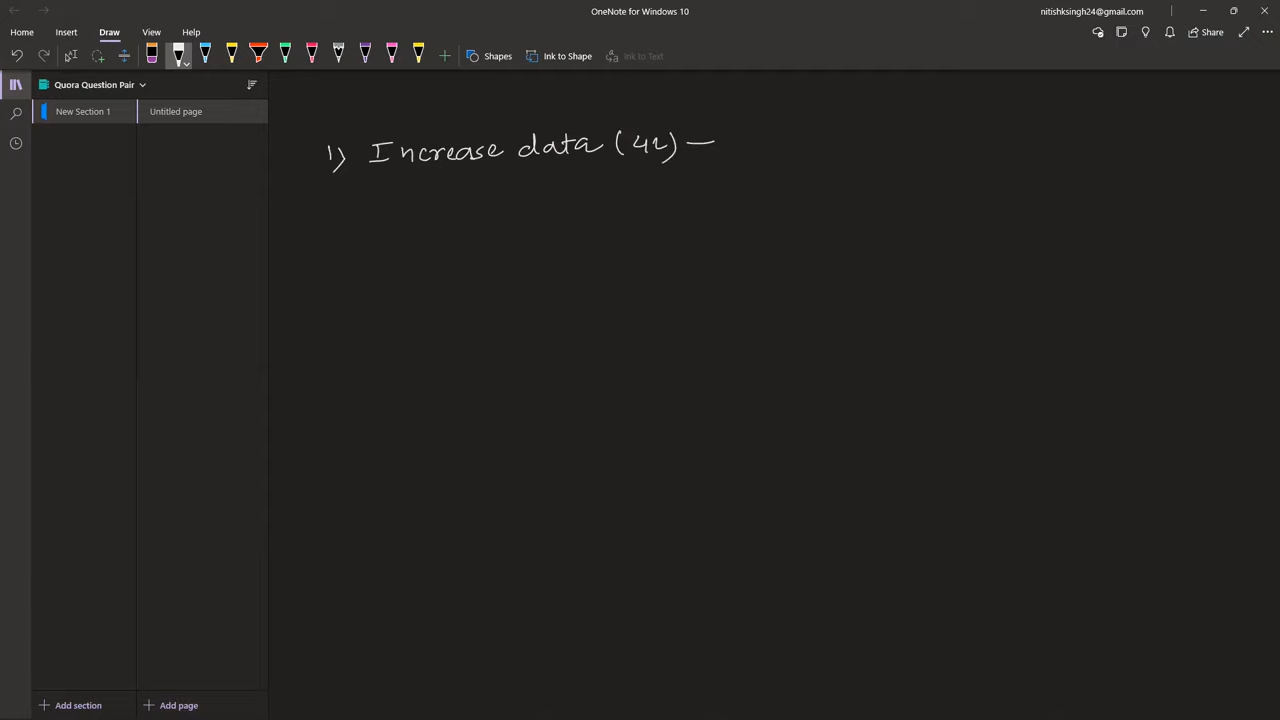 OneNote for Windows 10
nitishksingh24@gmail.com
Home Insert Draw View Help
Share
Shapes Ink to Shape Ink to Text
Quora Question Pair
New Section 1 Untitled page
1) Increase data (4L) —
Add section Add page